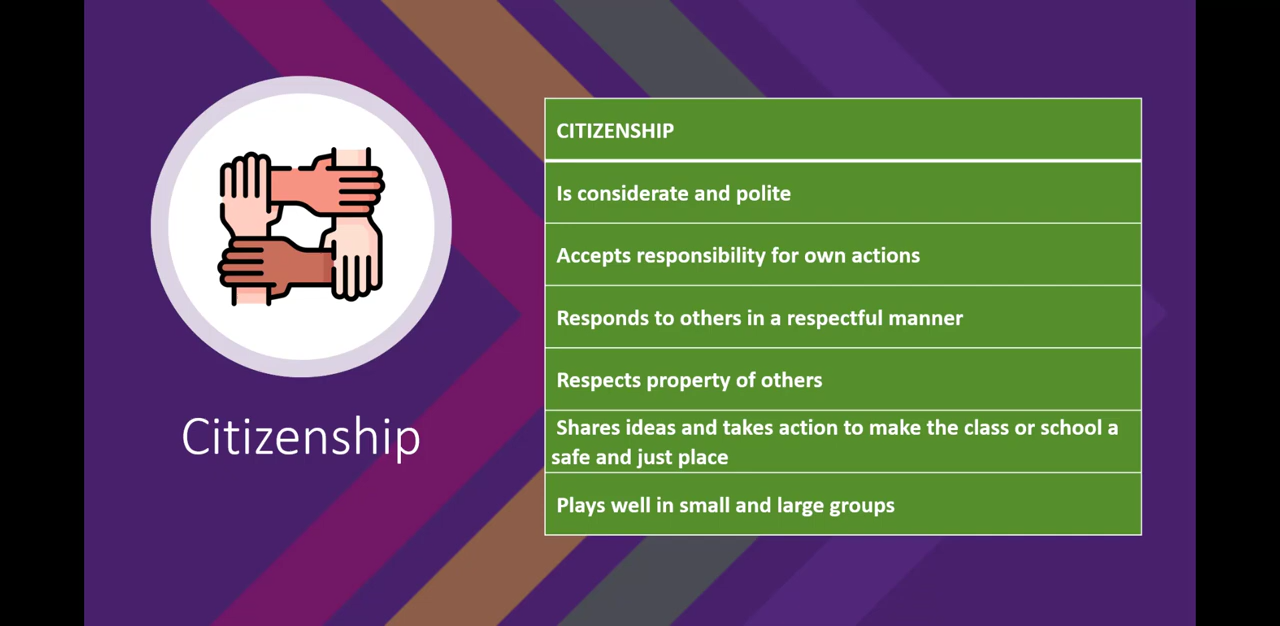 Citizenship
CITIZENSHIP
Is considerate and polite
Accepts responsibility for own actions
Responds to others in a respectful manner
Respects property of others
Shares ideas and takes action to make the class or school a
safe and just place
Plays well in small and large groups